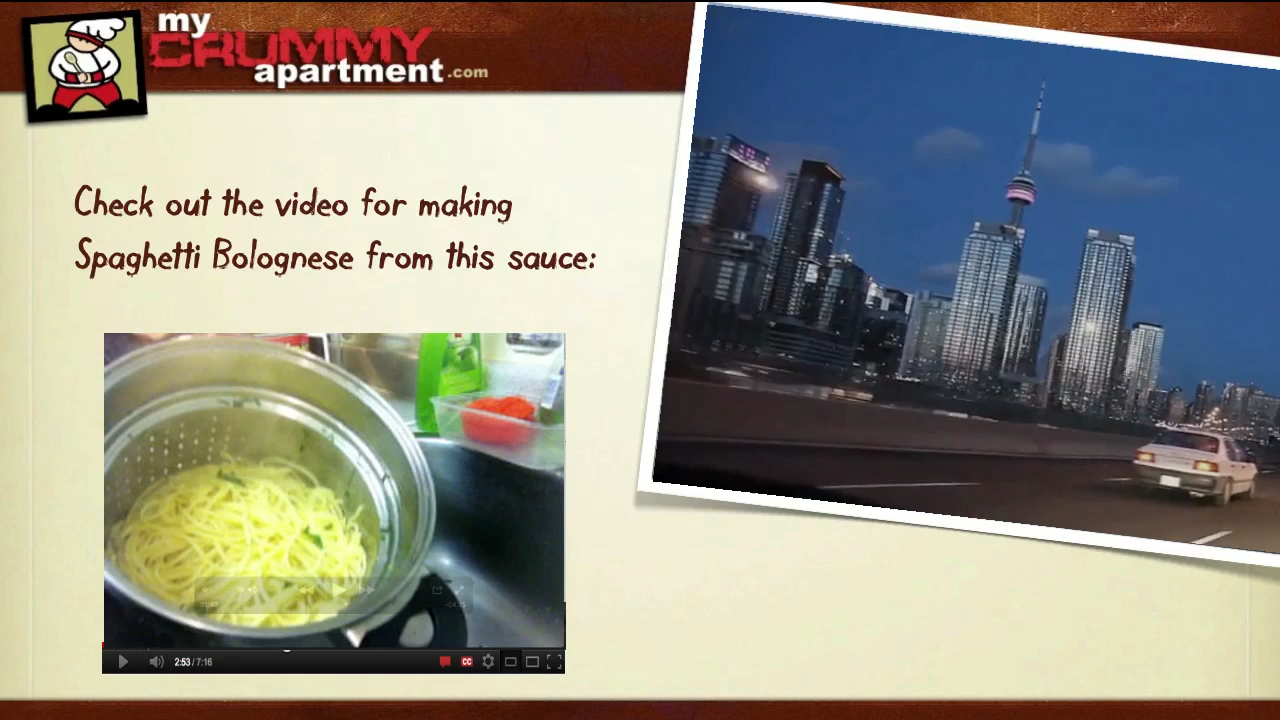 my
CRUMMY
apartment.com
Check out the video for making
Spaghetti Bolognese from this sauce:
2:53 / 7:16
CC